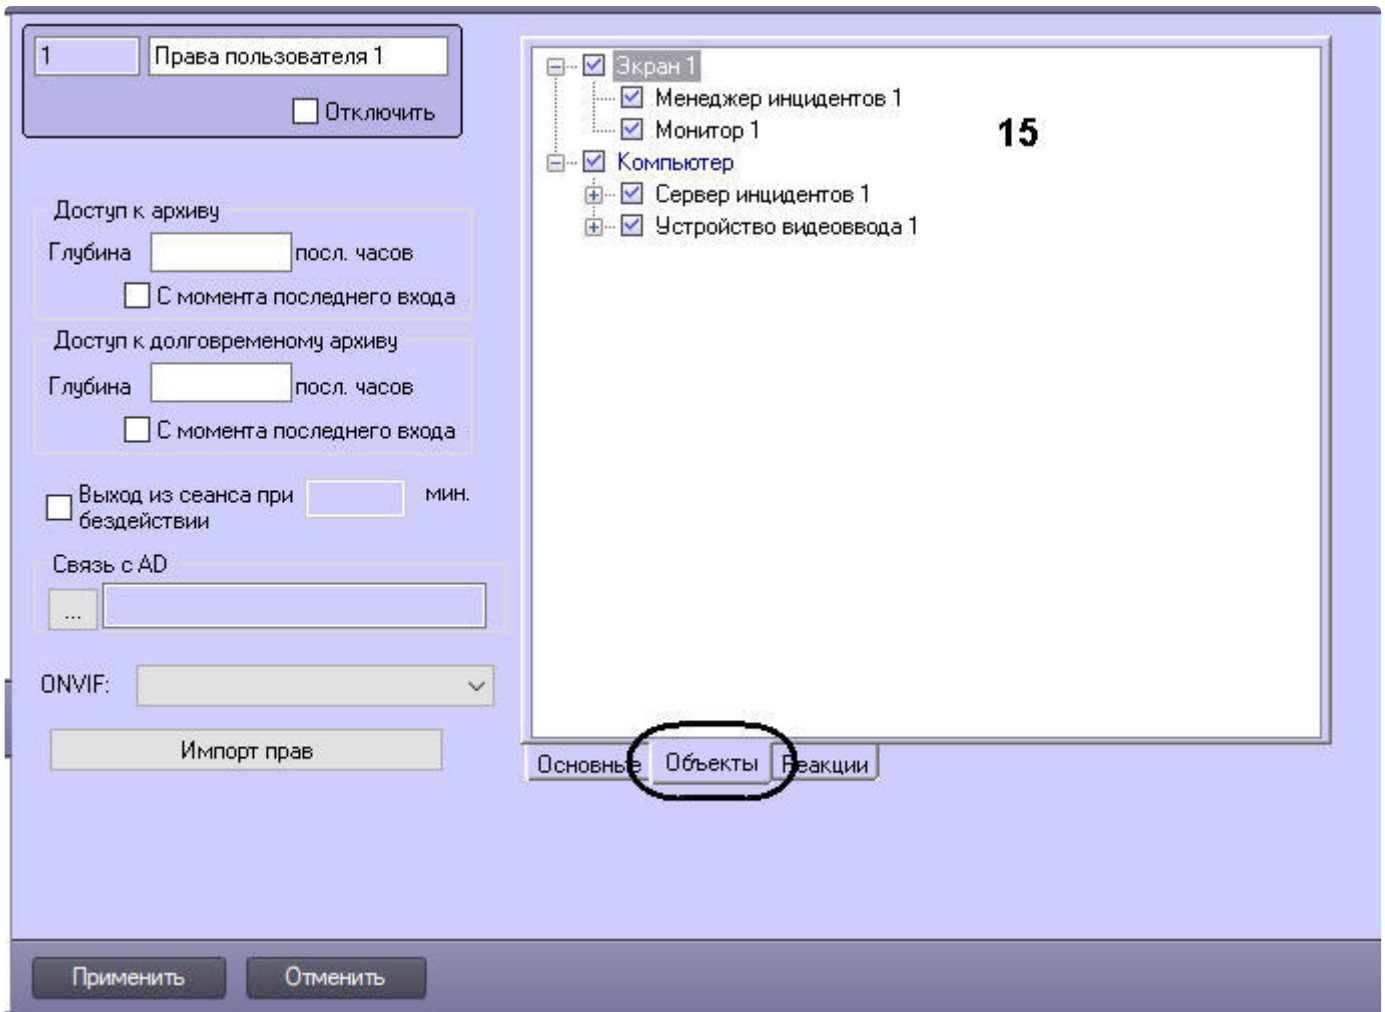 1
Права пользователя 1
Отключить
Доступ к архиву
Глубина посл. часов
С момента последнего входа
Доступ к долговременому архиву
Глубина посл. часов
С момента последнего входа
Выход из сеанса при мин.
бездействии
Связь с AD
...
ONVIF:
Импорт прав
Экран 1
Менеджер инцидентов 1
Монитор 1
15
Компьютер
Сервер инцидентов 1
Устройство видеоввода 1
Основные Объекты Реакции
Применить Отменить